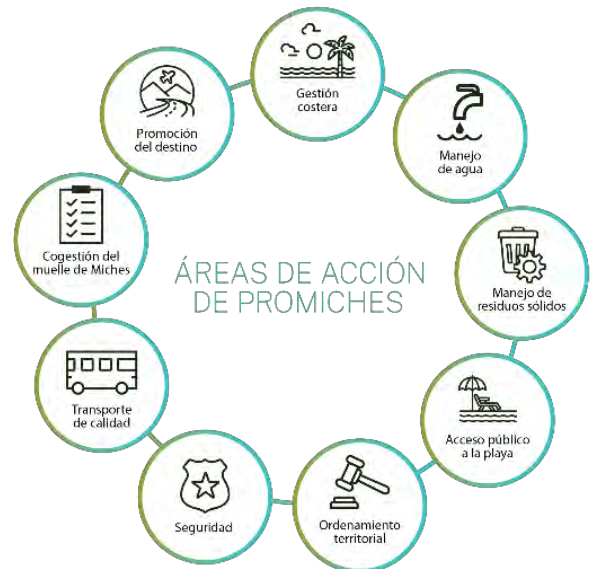 ÁREAS DE ACCIÓN
DE PROMICHES
Gestión
costera
Manejo
de agua
Manejo de
residuos sólidos
Acceso público
a la playa
Ordenamiento
territorial
Seguridad
Transporte
de calidad
Cogestión del
muelle de Miches
Promoción
del destino